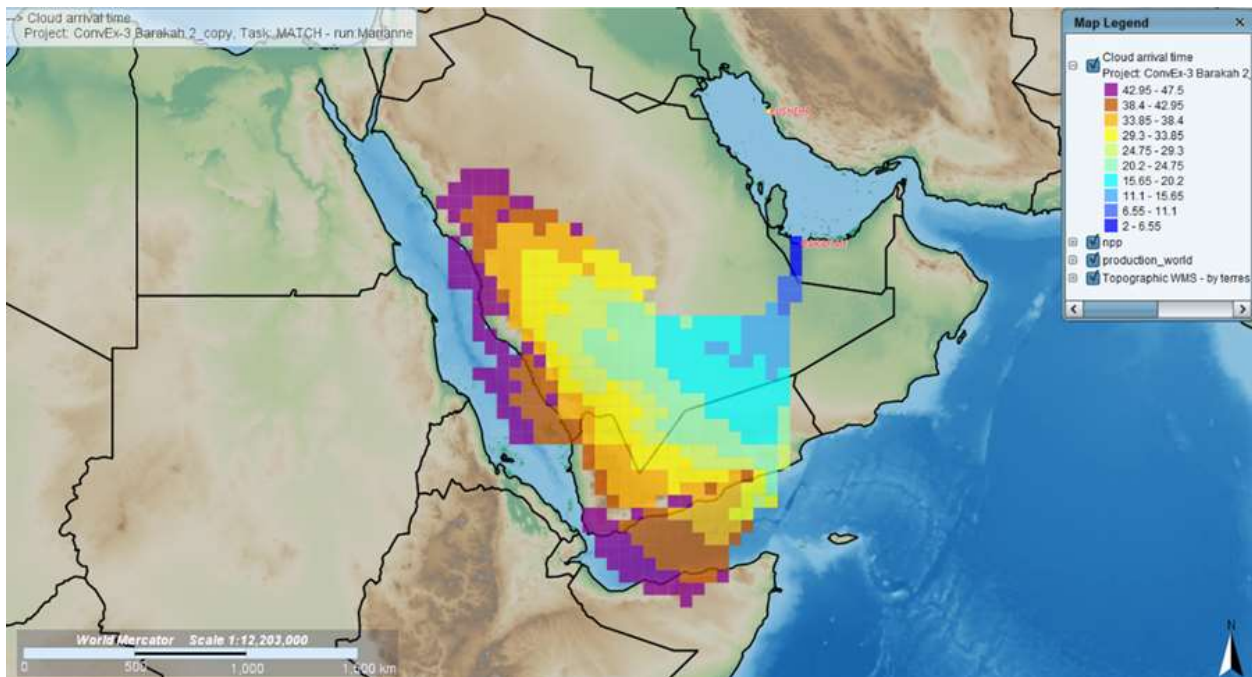 --> Cloud arrival time
Project: ConvEx-3 Barakah 2_copy, Task: MATCH - run Marianne
Map Legend
Cloud arrival time
Project: ConvEx-3 Barakah 2_
42.95 - 47.5
38.4 - 42.95
33.85 - 38.4
29.3 - 33.85
24.75 - 29.3
20.2 - 24.75
15.65 - 20.2
11.1 - 15.65
6.55 - 11.1
2 - 6.55
npp
production_world
Topographic WMS - by terres
World Mercator Scale 1:12,203,000
0 500 1,000 1,500 km
N